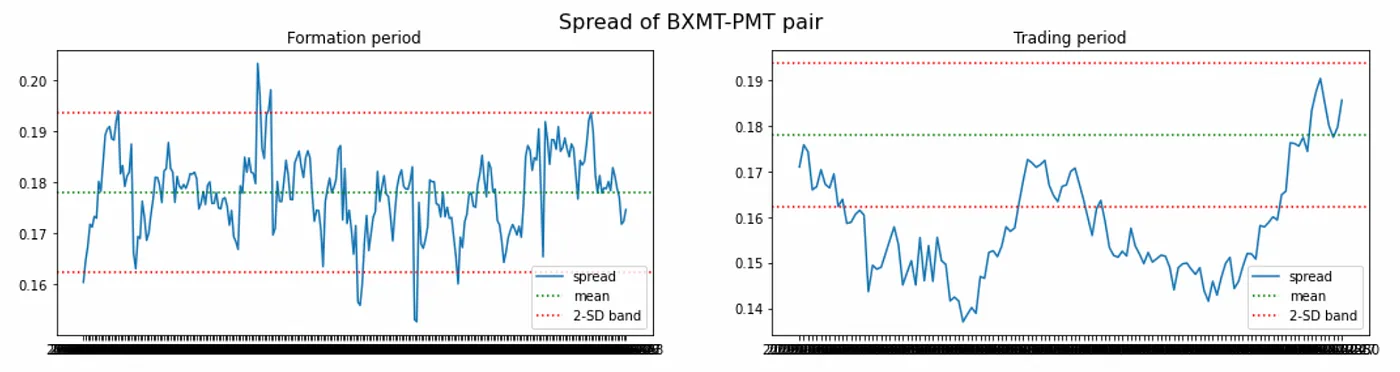 Spread of BXMT-PMT pair
Formation period
0.20
0.19
0.18
0.17
0.16
spread
mean
2-SD band
Trading period
0.19
0.18
0.17
0.16
0.15
0.14
spread
mean
2-SD band